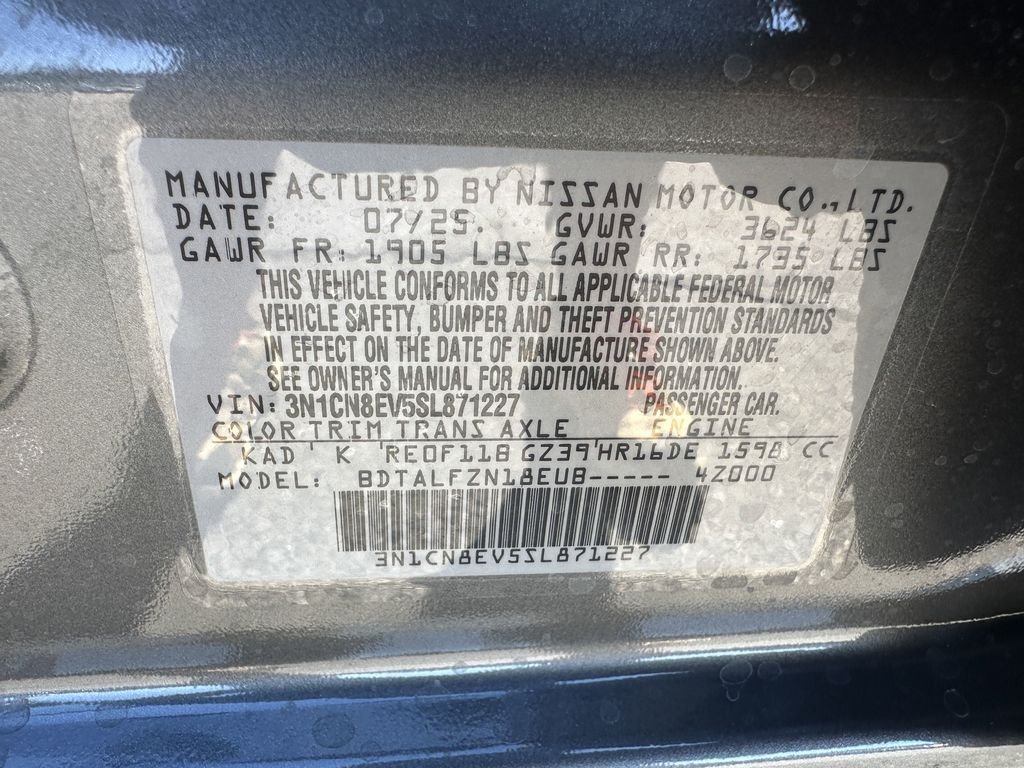 MANUFACTURED BY NISSAN MOTOR CO., LTD.
DATE: 07/25. GVWR: 3624 LBS
GAWR FR: 1905 LBS GAWR RR: 1735 LBS
THIS VEHICLE CONFORMS TO ALL APPLICABLE FEDERAL MOTOR
VEHICLE SAFETY, BUMPER AND THEFT PREVENTION STANDARDS
IN EFFECT ON THE DATE OF MANUFACTURE SHOWN ABOVE.
SEE OWNER'S MANUAL FOR ADDITIONAL INFORMATION.
VIN: 3N1CN8EV5SL871227 PASSENGER CAR.
COLOR TRIM TRANS AXLE ENGINE
KAD ' K 'RE0F11B GZ39'HR16DE 1598 CC
MODEL: BDTALFZN18EUB----- 4Z000
3N1CN8EV5SL871227